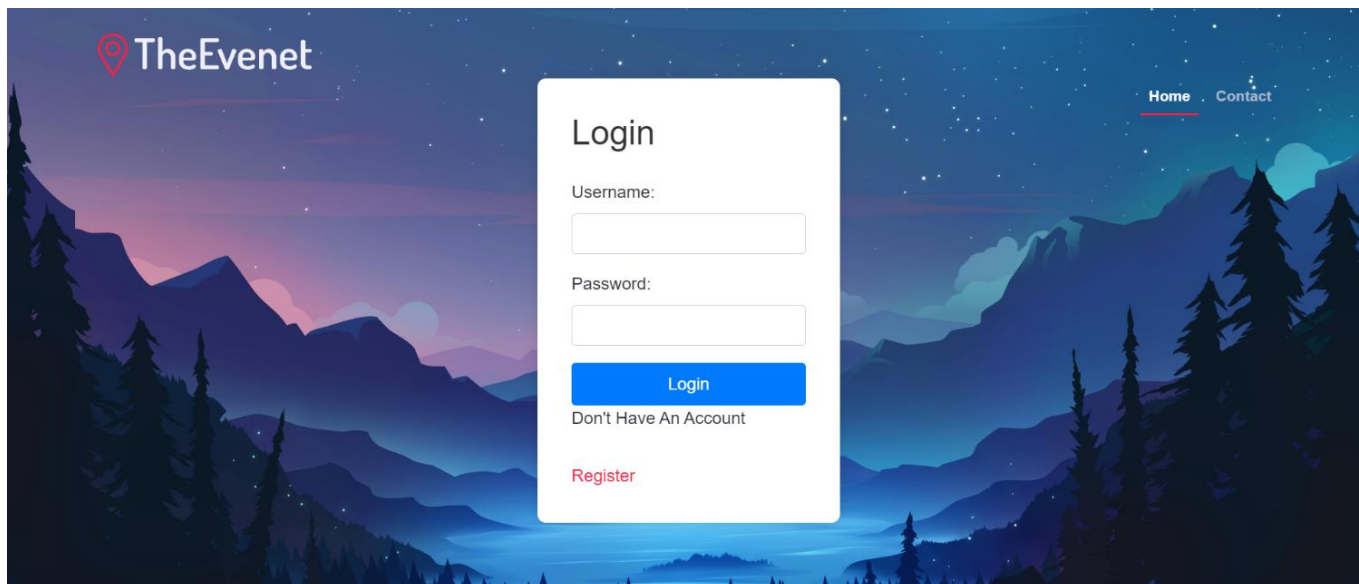 TheEvenet
Home Contact
Login
Username:
Password:
Login
Don't Have An Account
Register